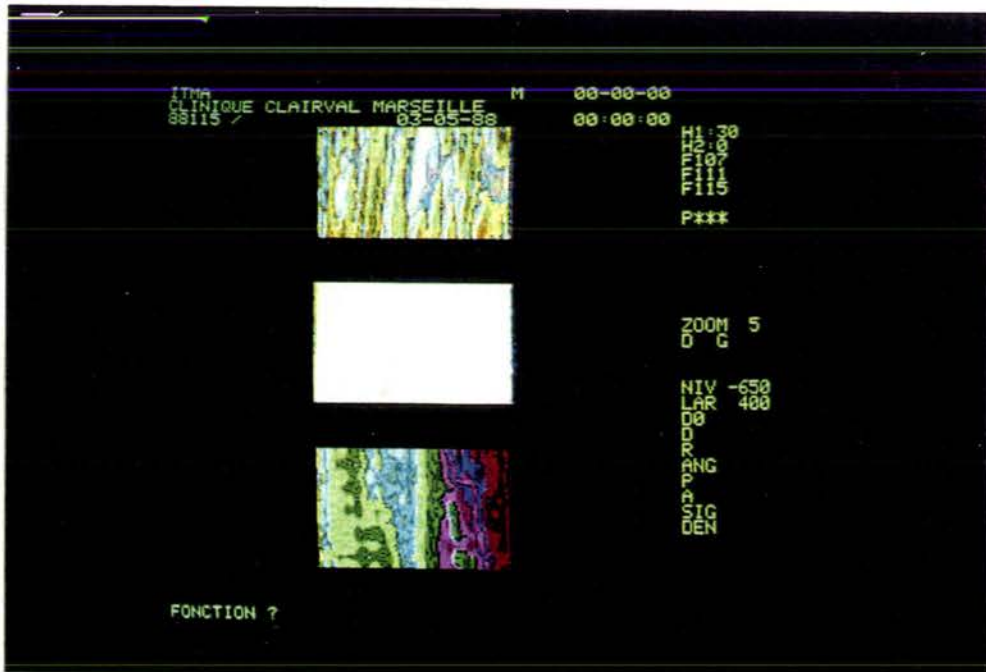 ITMA M 00-00-00
CLINIQUE CLAIRVAL MARSEILLE
88115 / 03-05-88 00:00:00
H1:30
H2:0
F107
F111
F115
P***
ZOOM 5
D G
NIV -650
LAR 400
D0
D
R
ANG
P
A
SIG
DEN
FONCTION ?